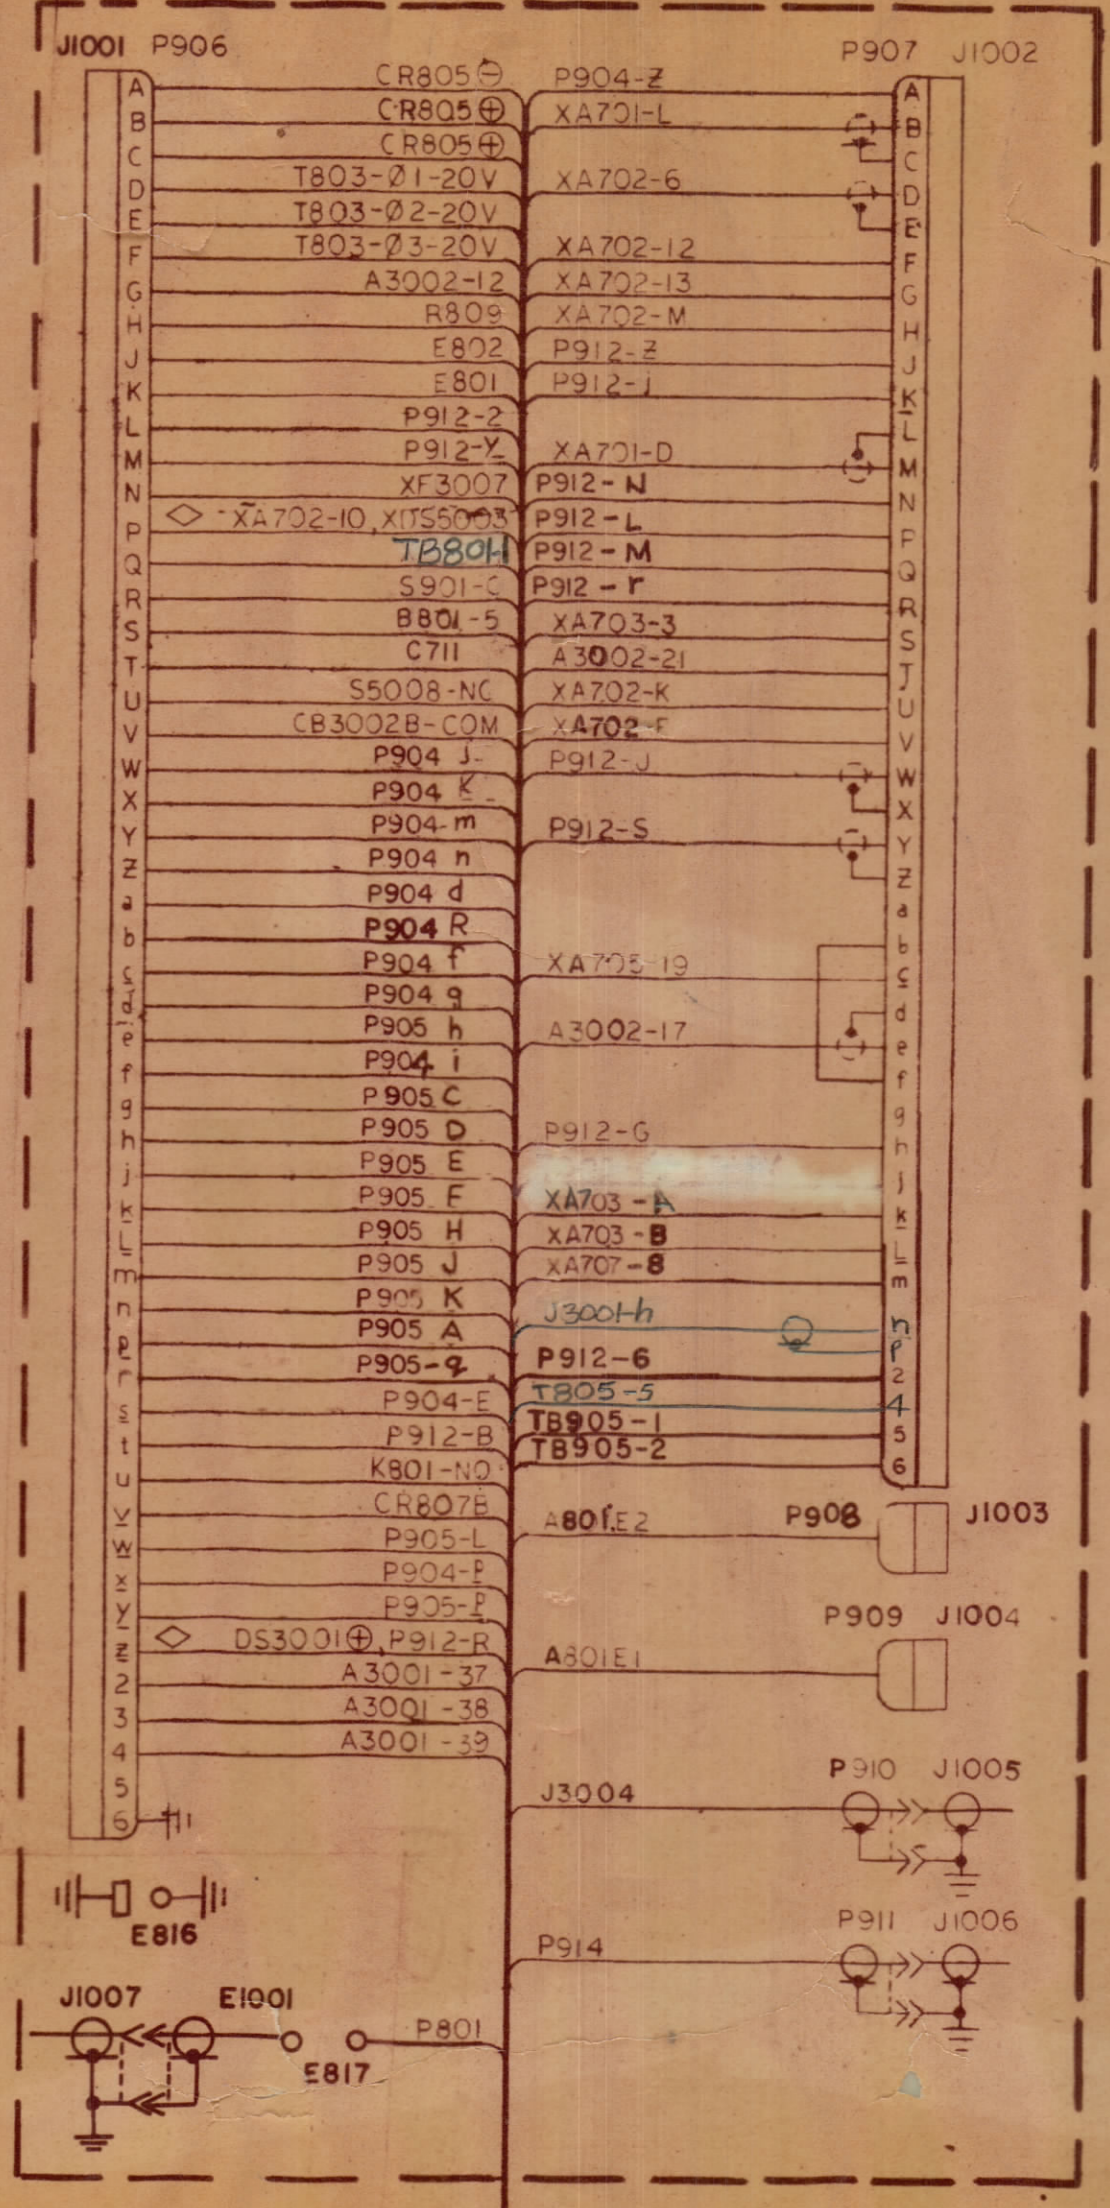 J1001 P906 P907 J1002
A CR805⊖ P904-Z A
B CR805⊕ XA701-L B
C CR805⊕ C
D T803-Ø1-20V XA702-6 D
E T803-Ø2-20V E
F T803-Ø3-20V XA702-12 F
G A3002-12 XA702-13 G
H R809 XA702-M H
J E802 P912-Z J
K E801 P912-j K
L P912-2 L
M P912-Y XA701-D M
N XF3007 P912-N N
P ◇ XA702-10, XDS5003 P912-L P
Q TB801-1 P912-M Q
R S901-C P912-r R
S B801-5 XA703-3 S
T C711 A3002-21 T
U S5008-NC XA702-K U
V CB3002B-COM XA702-F V
W P904 J- P912-J W
X P904 K- X
Y P904-m P912-S Y
Z P904 n Z
a P904 d a
b P904 R b
c P904 f XA705-19 c
d P904 g d
e P905 h A3002-17 e
f P904 i f
g P905 C g
h P905 D P912-G h
j P905 E j
k P905 F XA703-A k
L P905 H XA703-B L
m P905 J XA707-8 m
n P905 K J3001-h n
p P905 A p
r P905-q P912-6 2
s P904-E T805-5 4
t P912-B TB905-1 5
u K801-NO TB905-2 6
v CR807B
w P905-L A801E2 P908 J1003
x P904-P
y P905-P P909 J1004
z ◇ DS3001⊕, P912-R
2 A3001-37 A801E1
3 A3001-38
4 A3001-39
5 P910 J1005
6 J3004
E816 P911 J1006
P914
J1007 E1001
P801
E817